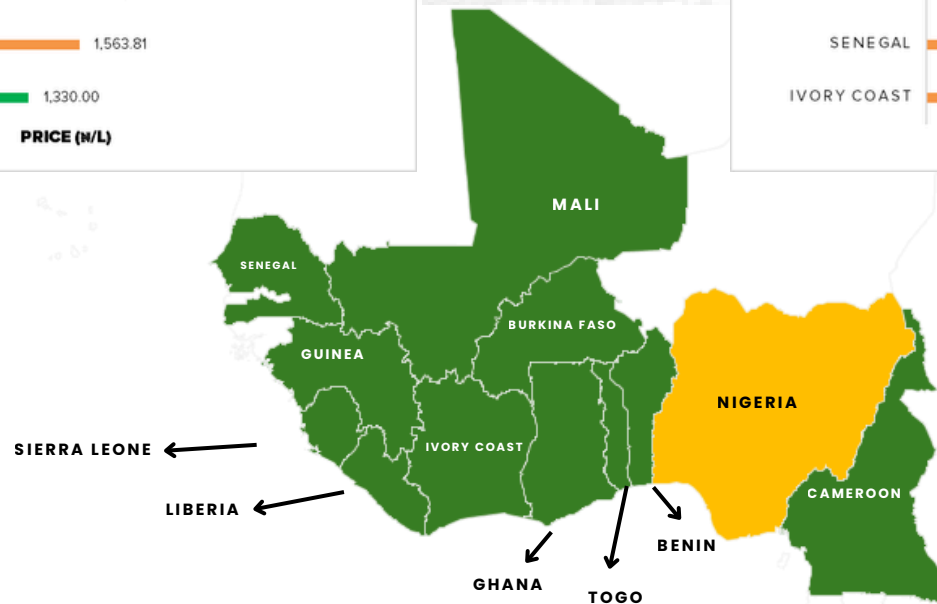 1,563.81
1,330.00
PRICE (₦/L)
SENEGAL
IVORY COAST
MALI
SENEGAL
BURKINA FASO
GUINEA
NIGERIA
SIERRA LEONE
IVORY COAST
LIBERIA
CAMEROON
BENIN
GHANA
TOGO